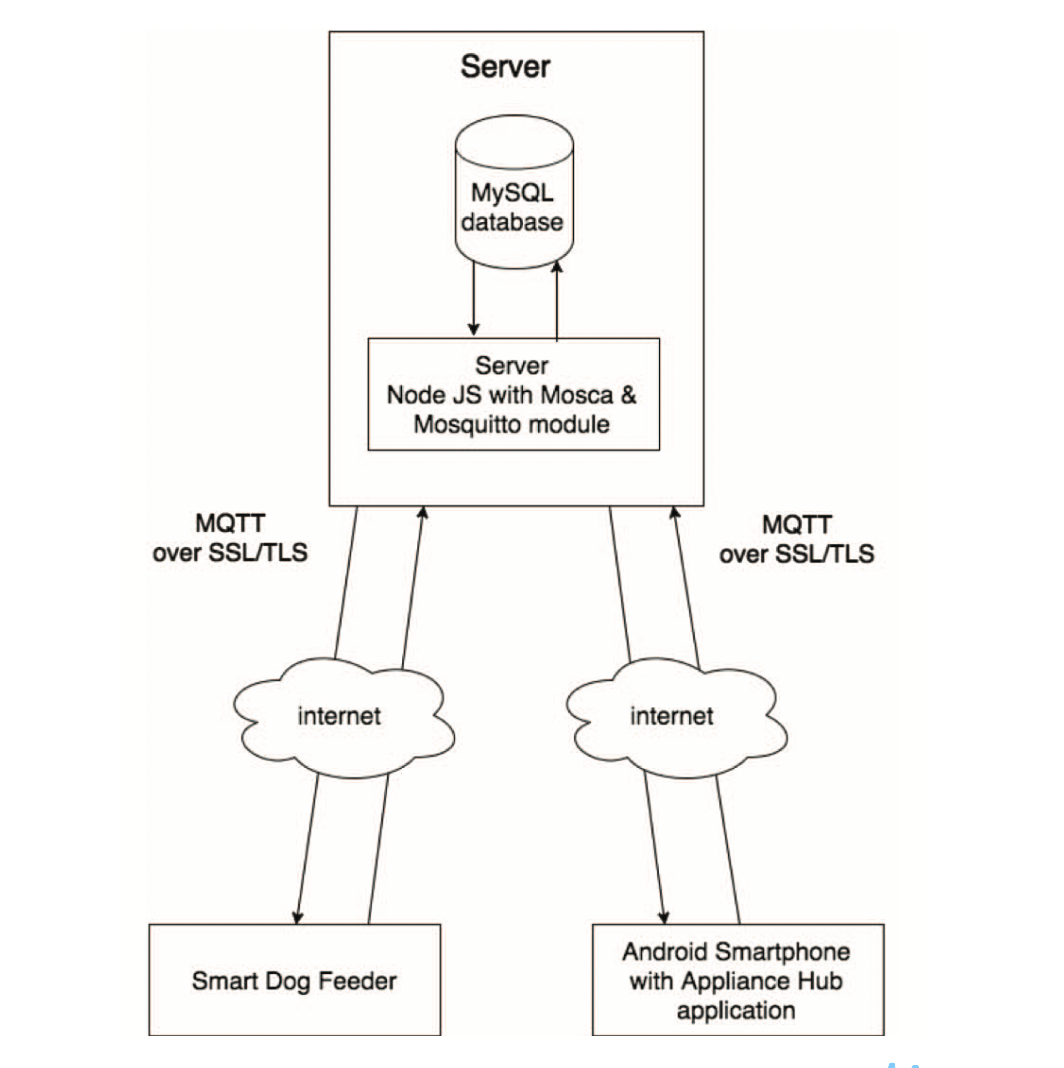 Server
MySQL
database
Server
Node JS with Mosca &
Mosquitto module
MQTT
over SSL/TLS
MQTT
over SSL/TLS
internet
internet
Smart Dog Feeder
Android Smartphone
with Appliance Hub
application